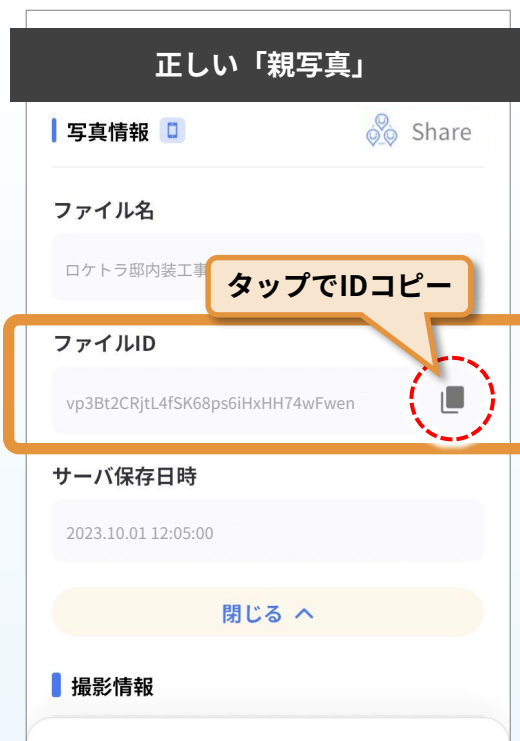 正しい「親写真」
写真情報
Share
ファイル名
ロケトラ邸内装工事
タップでIDコピー
ファイルID
vp3Bt2CRjtL4fSK68ps6iHxHH74wFwen
サーバ保存日時
2023.10.01 12:05:00
閉じる
撮影情報